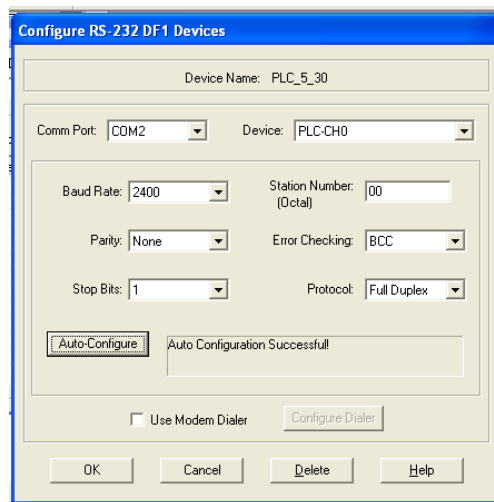 Configure RS-232 DF1 Devices
Device Name: PLC_5_30
Comm Port: COM2 Device: PLC-CH0
Baud Rate: 2400 Station Number: 00
(Octal)
Parity: None Error Checking: BCC
Stop Bits: 1 Protocol: Full Duplex
Auto-Configure Auto Configuration Successful!
Use Modem Dialer Configure Dialer
OK Cancel Delete Help